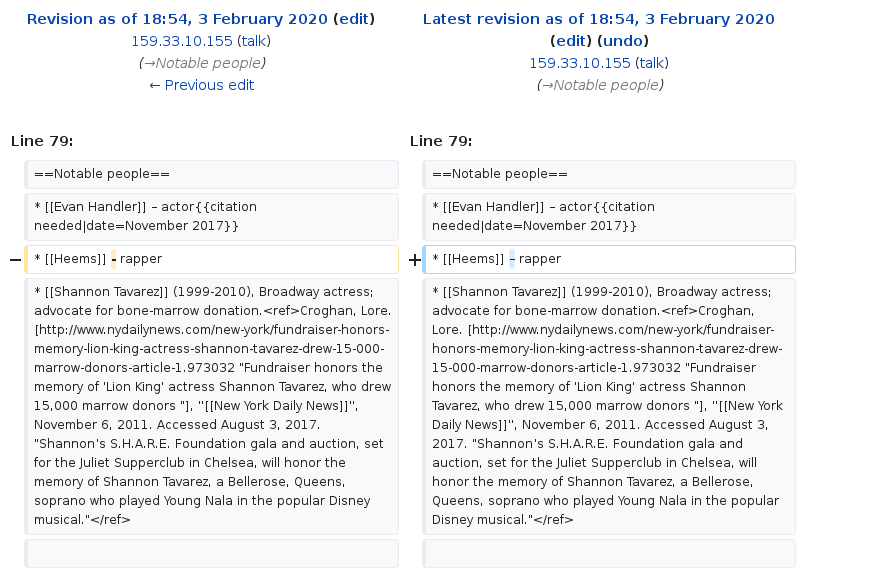 Revision as of 18:54, 3 February 2020 (edit)
159.33.10.155 (talk)
(→Notable people)
← Previous edit
Latest revision as of 18:54, 3 February 2020
(edit) (undo)
159.33.10.155 (talk)
(→Notable people)
Line 79:
Line 79:
==Notable people==
==Notable people==
* [[Evan Handler]] – actor{{citation
needed|date=November 2017}}
* [[Evan Handler]] – actor{{citation
needed|date=November 2017}}
− * [[Heems]] - rapper
+ * [[Heems]] – rapper
* [[Shannon Tavarez]] (1999-2010), Broadway actress;
advocate for bone-marrow donation.<ref>Croghan, Lore.
[http://www.nydailynews.com/new-york/fundraiser-honors-
memory-lion-king-actress-shannon-tavarez-drew-15-000-
marrow-donors-article-1.973032 "Fundraiser honors the
memory of 'Lion King' actress Shannon Tavarez, who drew
15,000 marrow donors "], ''[[New York Daily News]]'',
November 6, 2011. Accessed August 3, 2017.
"Shannon's S.H.A.R.E. Foundation gala and auction, set
for the Juliet Supperclub in Chelsea, will honor the
memory of Shannon Tavarez, a Bellerose, Queens,
soprano who played Young Nala in the popular Disney
musical."</ref>
* [[Shannon Tavarez]] (1999-2010), Broadway actress;
advocate for bone-marrow donation.<ref>Croghan,
Lore. [http://www.nydailynews.com/new-york/fundraiser-
honors-memory-lion-king-actress-shannon-tavarez-drew-
15-000-marrow-donors-article-1.973032 "Fundraiser
honors the memory of 'Lion King' actress Shannon
Tavarez, who drew 15,000 marrow donors "], ''[[New York
Daily News]]'', November 6, 2011. Accessed August 3,
2017. "Shannon's S.H.A.R.E. Foundation gala and
auction, set for the Juliet Supperclub in Chelsea, will
honor the memory of Shannon Tavarez, a Bellerose,
Queens, soprano who played Young Nala in the popular
Disney musical."</ref>